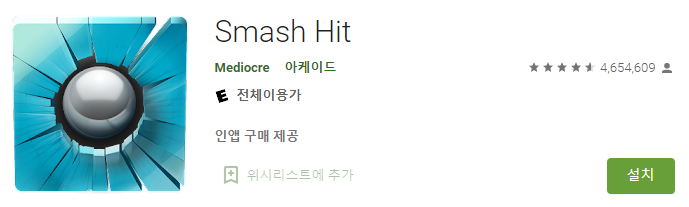 Smash Hit
Mediocre 아케이드 4,654,609
E 전체이용가
인앱 구매 제공
위시리스트에 추가 설치